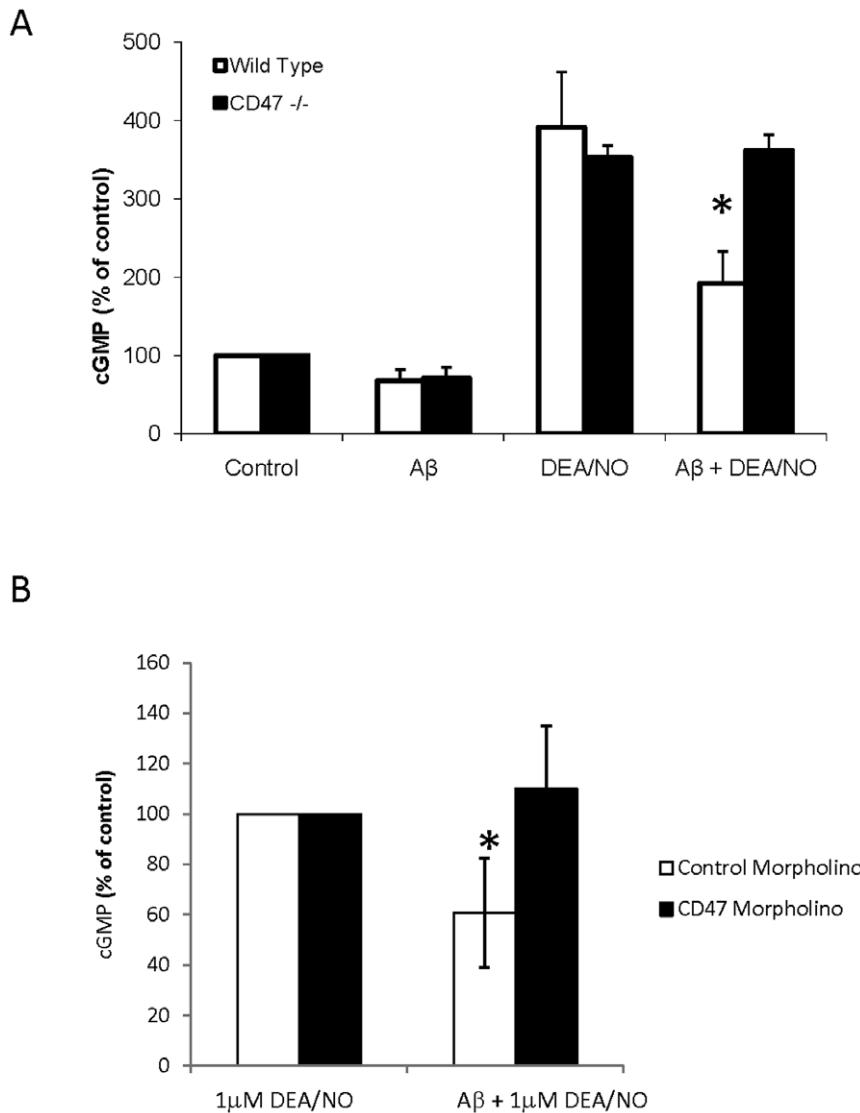 A
500
400
300
200
100
0
cGMP (% of control)
Wild Type
CD47 -/-
*
Control Aβ DEA/NO Aβ + DEA/NO
B
160
140
120
100
80
60
40
20
0
cGMP (% of control)
*
Control Morpholino
CD47 Morpholino
1μM DEA/NO Aβ + 1μM DEA/NO